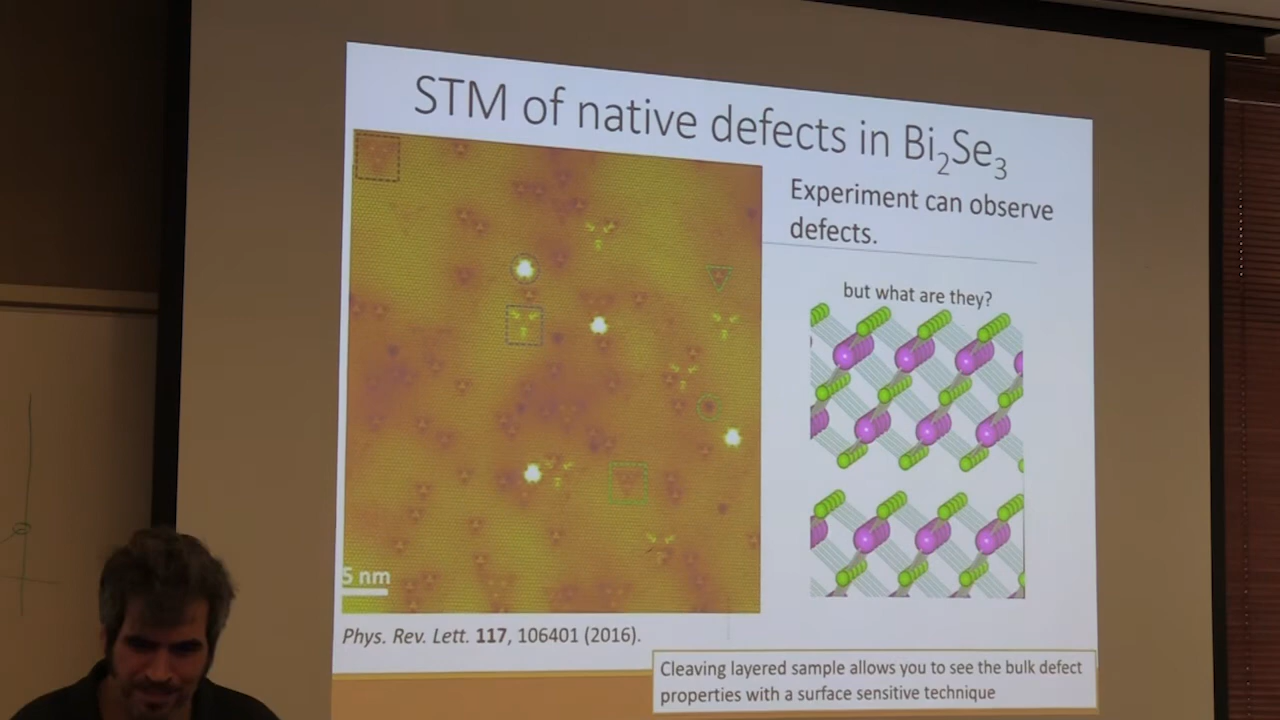 STM of native defects in Bi₂Se₃
Experiment can observe
defects.
but what are they?
5 nm
Phys. Rev. Lett. 117, 106401 (2016).
Cleaving layered sample allows you to see the bulk defect
properties with a surface sensitive technique